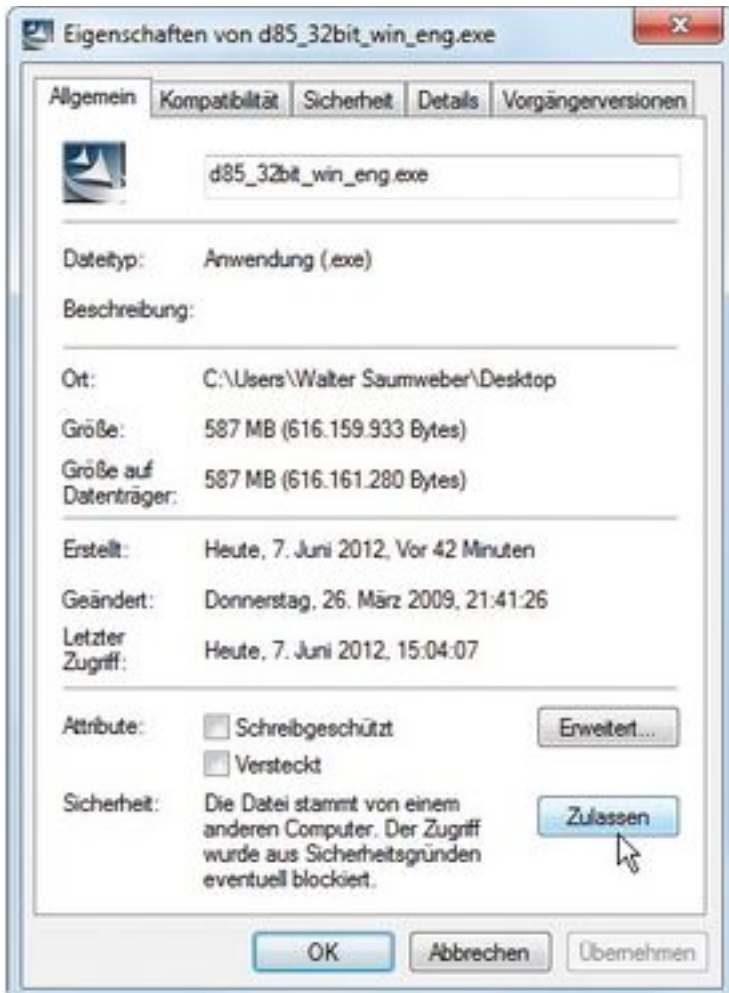 Eigenschaften von d85_32bit_win_eng.exe
Allgemein Kompatibilität Sicherheit Details Vorgängerversionen
d85_32bit_win_eng.exe
Dateityp: Anwendung (.exe)
Beschreibung:
Ort: C:\Users\Walter Saumweber\Desktop
Größe: 587 MB (616.159.933 Bytes)
Größe auf
Datenträger: 587 MB (616.161.280 Bytes)
Erstellt: Heute, 7. Juni 2012, Vor 42 Minuten
Geändert: Donnerstag, 26. März 2009, 21:41:26
Letzter
Zugriff: Heute, 7. Juni 2012, 15:04:07
Attribute: Schreibgeschützt Erweitert...
Versteckt
Sicherheit: Die Datei stammt von einem
anderen Computer. Der Zugriff Zulassen
wurde aus Sicherheitsgründen
eventuell blockiert.
OK Abbrechen Übernehmen